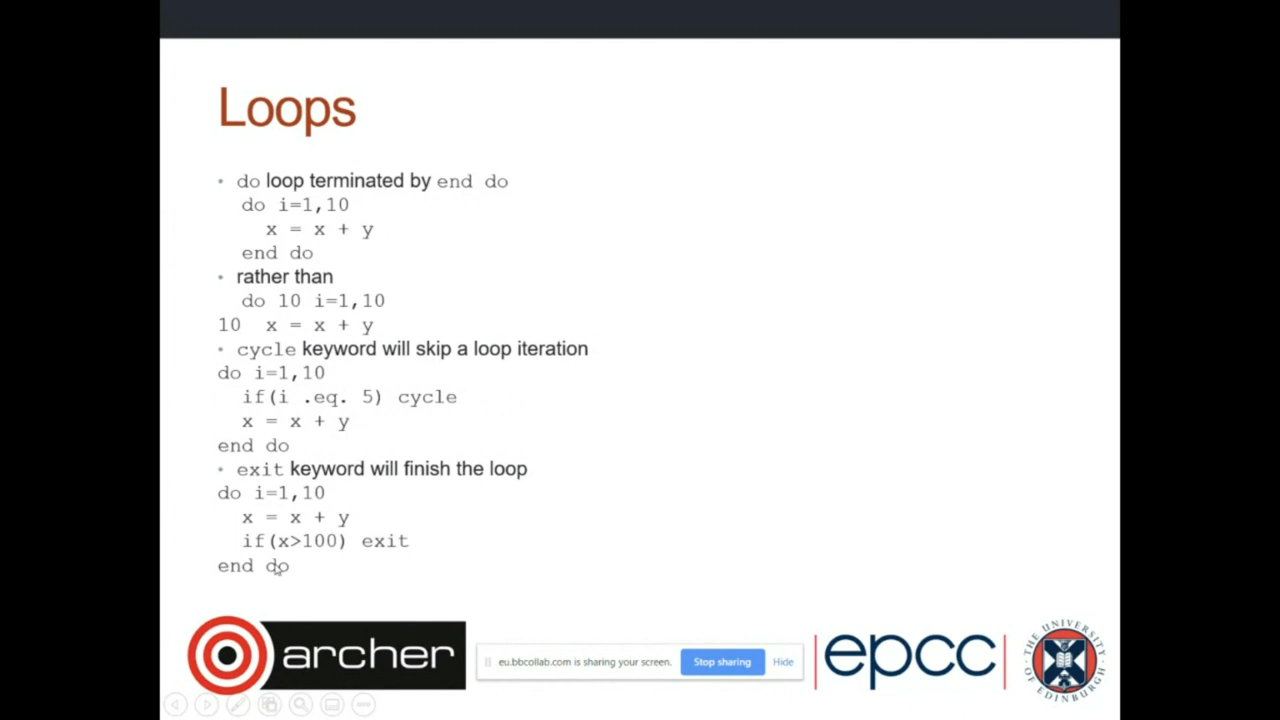 Loops
• do loop terminated by end do
do i=1,10
x = x + y
end do
• rather than
do 10 i=1,10
10 x = x + y
• cycle keyword will skip a loop iteration
do i=1,10
if(i .eq. 5) cycle
x = x + y
end do
• exit keyword will finish the loop
do i=1,10
x = x + y
if(x>100) exit
end do
archer
eu.bbcollab.com is sharing your screen. Stop sharing Hide
epcc
THE UNIVERSITY OF EDINBURGH